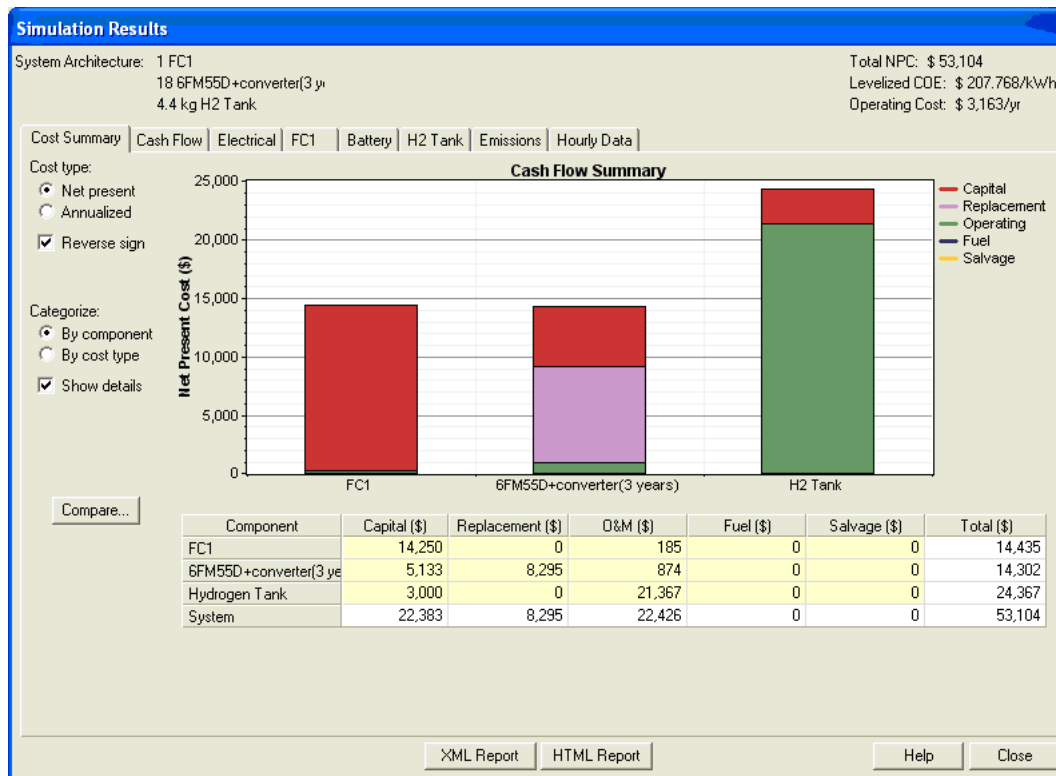 Simulation Results
System Architecture: 1 FC1
18 6FM55D+converter(3 y
4.4 kg H2 Tank
Total NPC: $ 53,104
Levelized COE: $ 207.768/kWh
Operating Cost: $ 3,163/yr
Cost Summary Cash Flow Electrical FC1 Battery H2 Tank Emissions Hourly Data
Cost type:
Net present
Annualized
Reverse sign
Categorize:
By component
By cost type
Show details
Compare...
Cash Flow Summary
Net Present Cost ($)
25,000
20,000
15,000
10,000
5,000
0
FC1 6FM55D+converter(3 years) H2 Tank
Capital
Replacement
Operating
Fuel
Salvage
Component Capital ($) Replacement ($) O&M ($) Fuel ($) Salvage ($) Total ($)
FC1 14,250 0 185 0 0 14,435
6FM55D+converter(3 ye 5,133 8,295 874 0 0 14,302
Hydrogen Tank 3,000 0 21,367 0 0 24,367
System 22,383 8,295 22,426 0 0 53,104
XML Report HTML Report Help Close